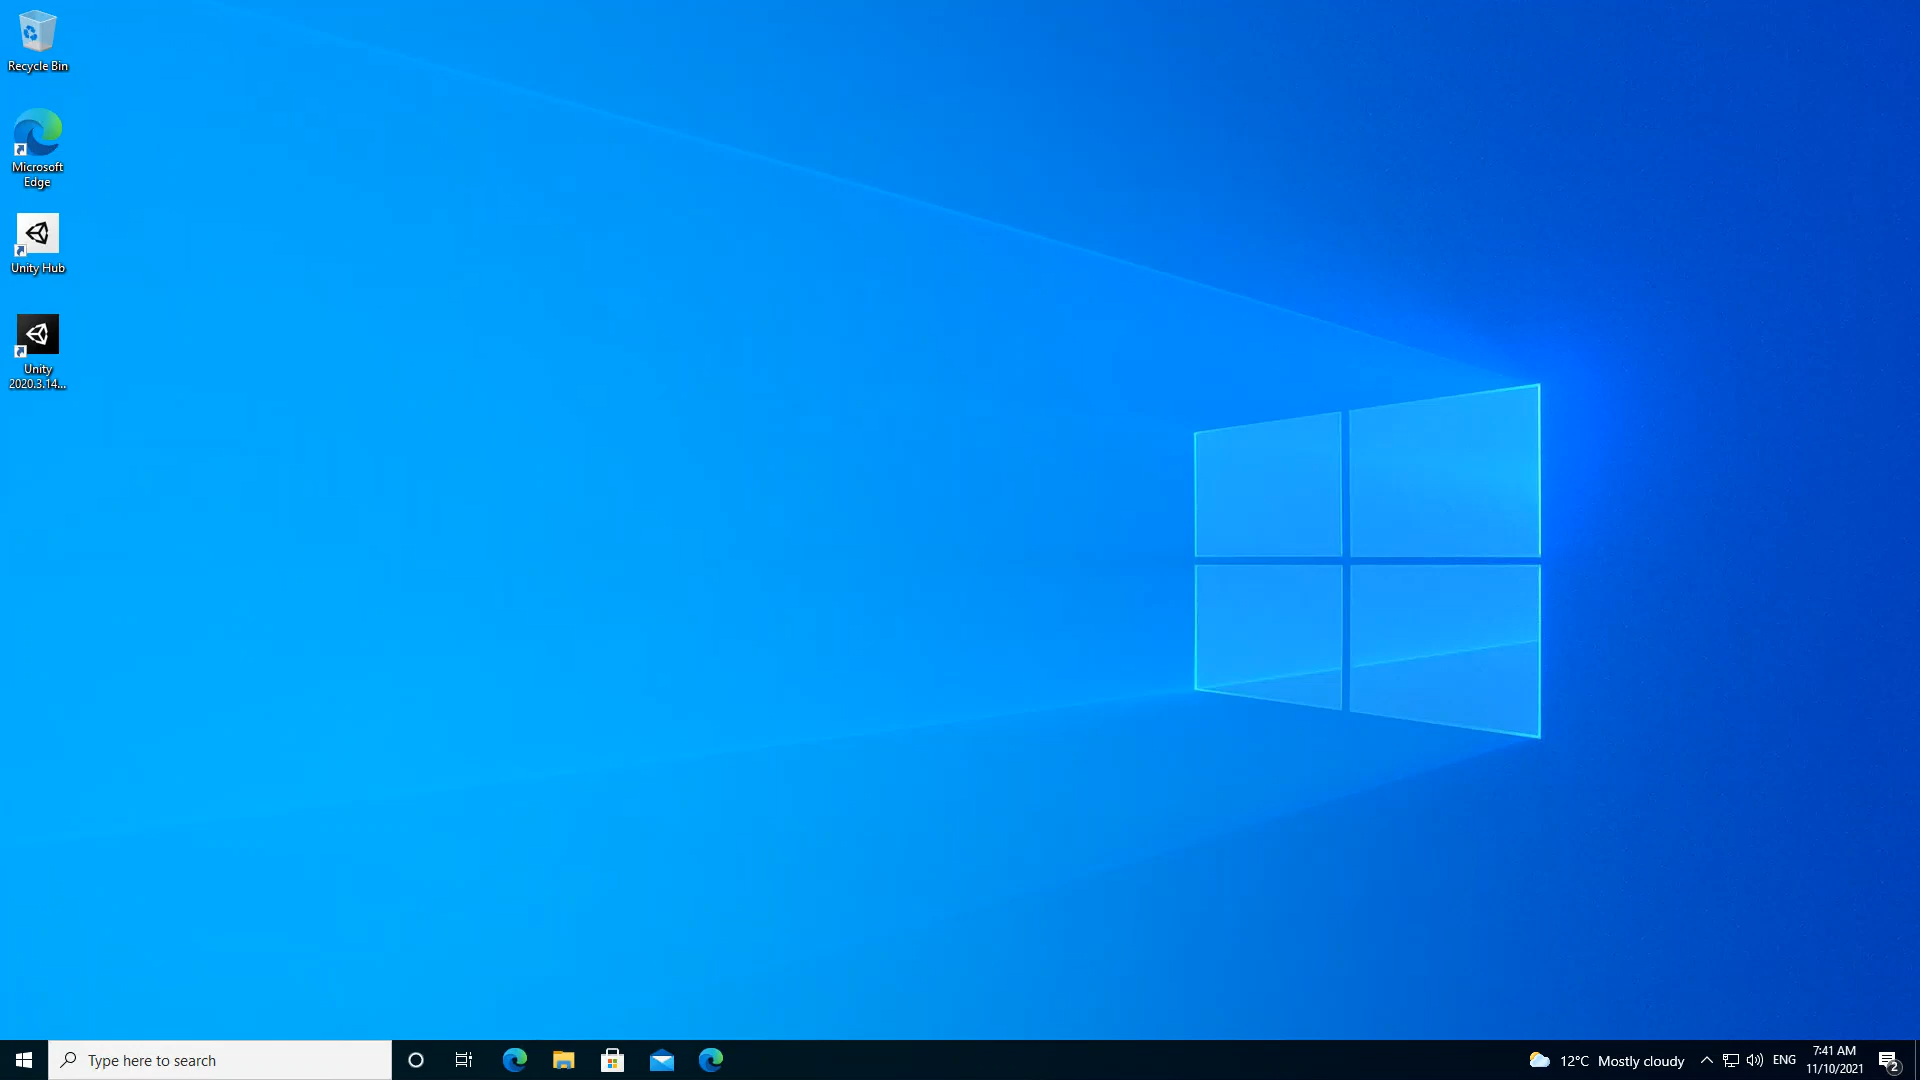 Recycle Bin
Microsoft
Edge
Unity Hub
Unity
2020.3.14...
Type here to search
12°C Mostly cloudy
ENG
7:41 AM
11/10/2021
2